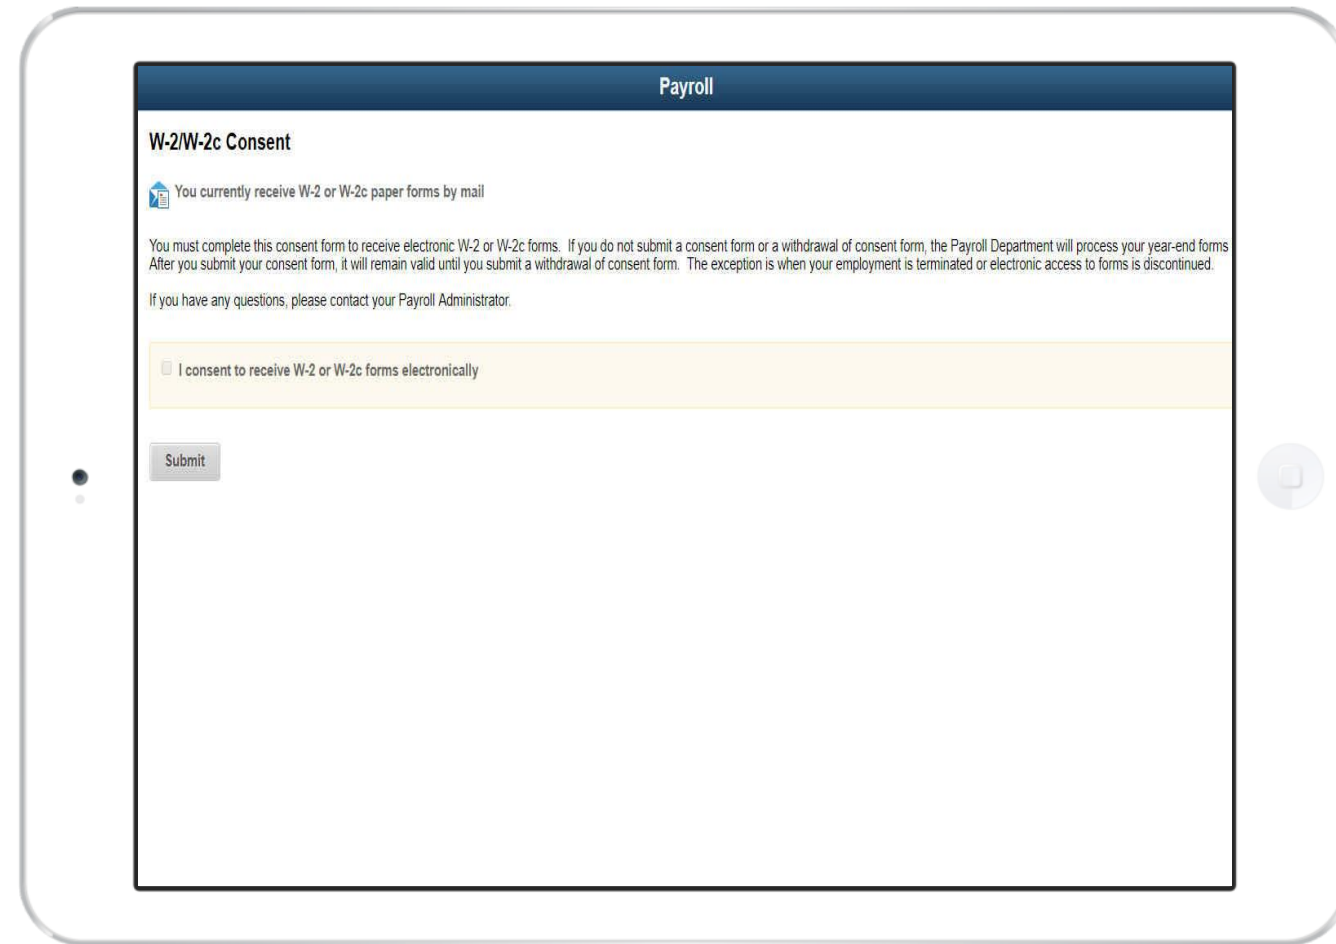 Payroll
W-2/W-2c Consent
You currently receive W-2 or W-2c paper forms by mail
You must complete this consent form to receive electronic W-2 or W-2c forms.  If you do not submit a consent form or a withdrawal of consent form, the Payroll Department will process your year-end forms
After you submit your consent form, it will remain valid until you submit a withdrawal of consent form.  The exception is when your employment is terminated or electronic access to forms is discontinued.
If you have any questions, please contact your Payroll Administrator.
I consent to receive W-2 or W-2c forms electronically
Submit